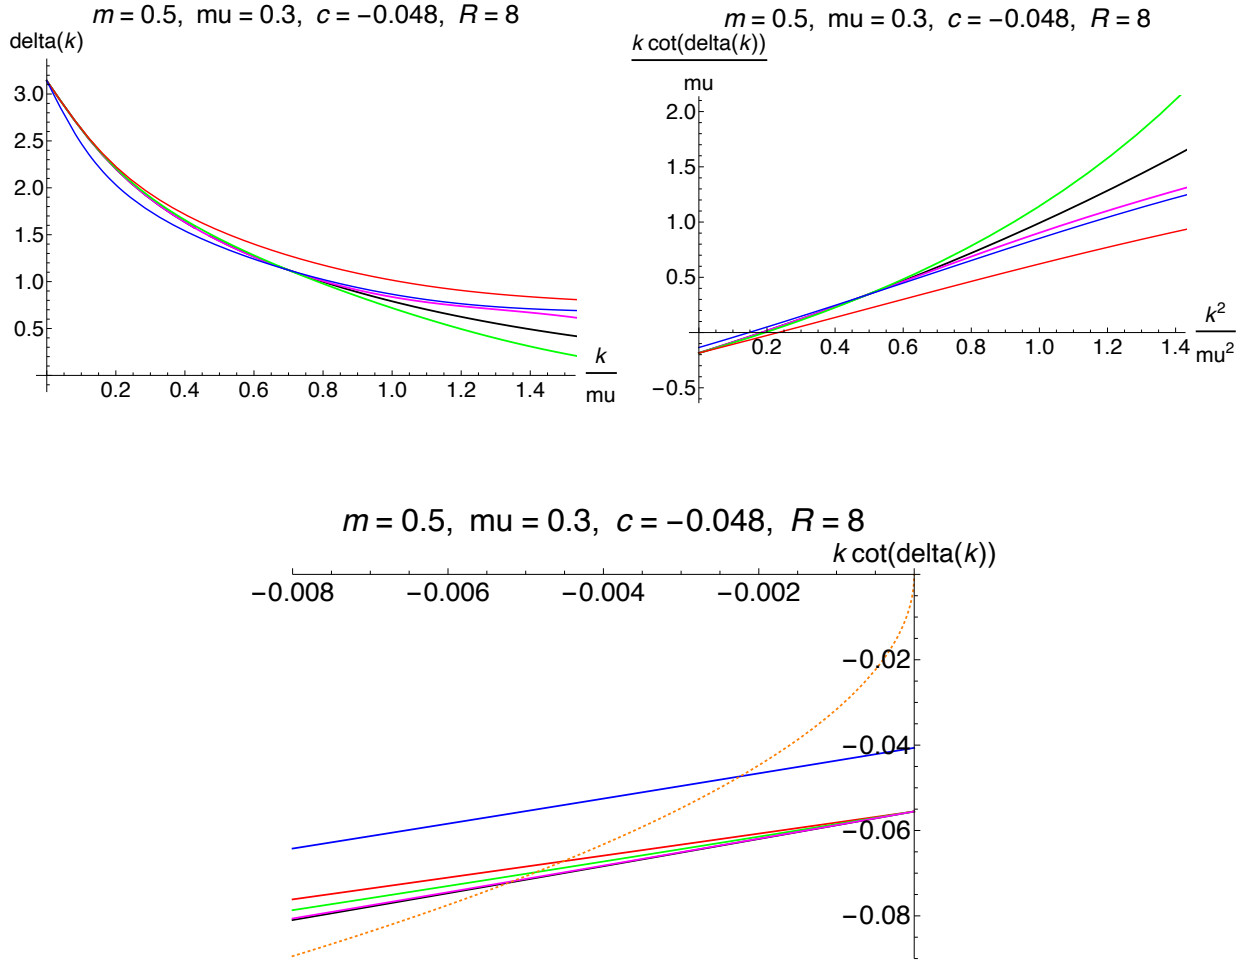 m = 0.5, mu = 0.3, c = −0.048, R = 8
delta(k)
3.0
2.5
2.0
1.5
1.0
0.5
0.2 0.4 0.6 0.8 1.0 1.2 1.4
k
mu
m = 0.5, mu = 0.3, c = −0.048, R = 8
k cot(delta(k))
mu
2.0
1.5
1.0
0.5
−0.5
0.2 0.4 0.6 0.8 1.0 1.2 1.4
k²
mu²
m = 0.5, mu = 0.3, c = −0.048, R = 8
k cot(delta(k))
−0.008 −0.006 −0.004 −0.002
−0.02
−0.04
−0.06
−0.08